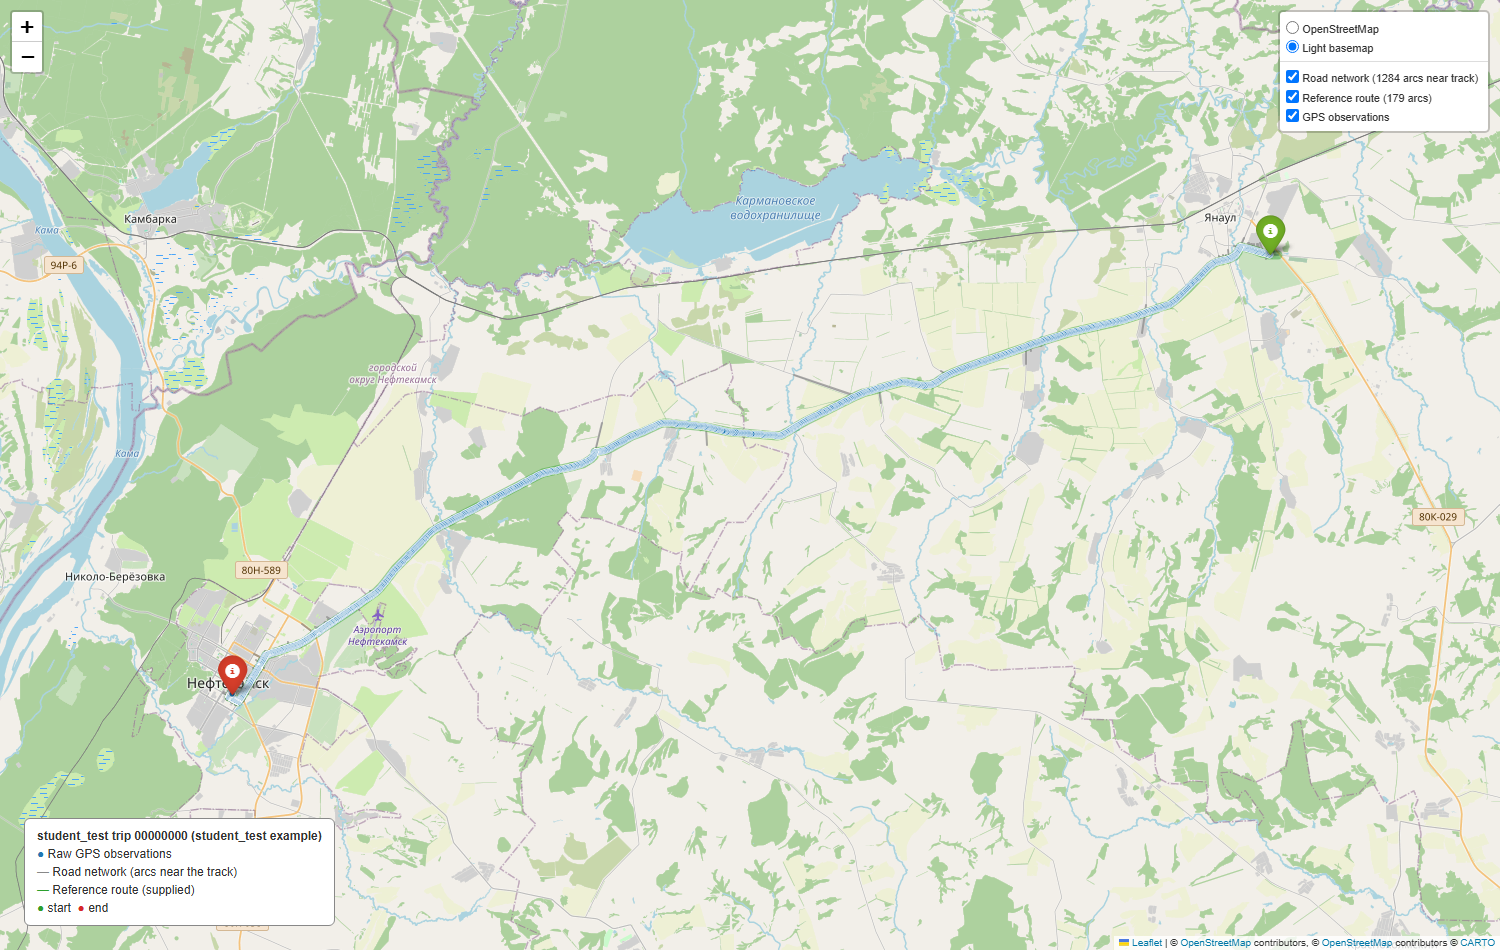 +
−
OpenStreetMap
Light basemap
Road network (1284 arcs near track)
Reference route (179 arcs)
GPS observations
Камбарка
Кама
94Р-6
Кармановское
водохранилище
Янаул
городской
округ Нефтекамск
Кама
80К-029
80Н-589
Николо-Берёзовка
Аэропорт
Нефтекамск
student_test trip 00000000 (student_test example)
Raw GPS observations
Road network (arcs near the track)
Reference route (supplied)
start end
Leaflet | © OpenStreetMap contributors, © OpenStreetMap contributors © CARTO